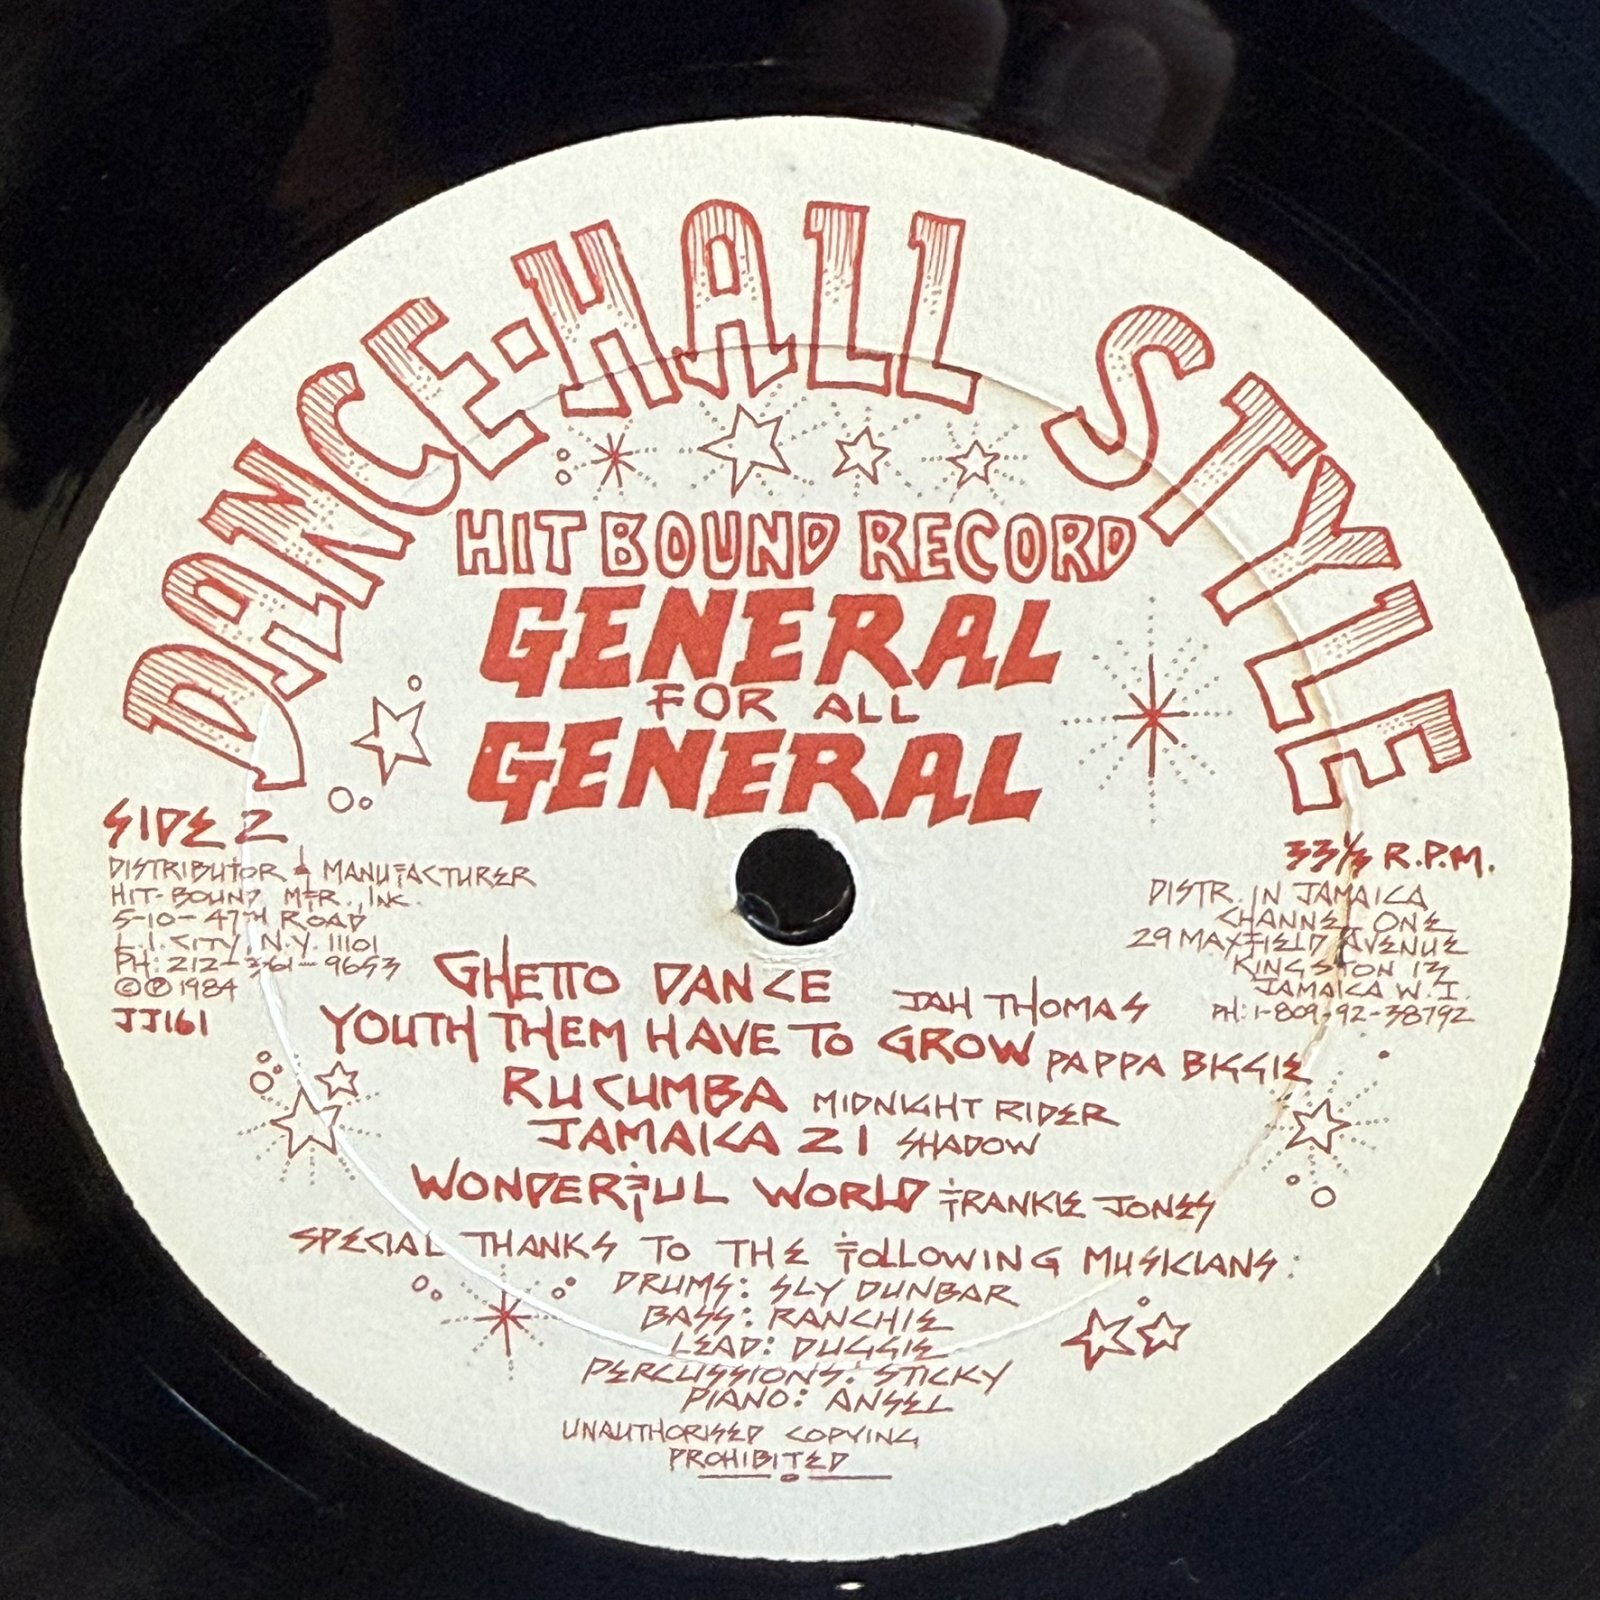 DANCE-HALL STYLE
HIT BOUND RECORD
GENERAL
FOR ALL
GENERAL
SIDE 2
DISTRIBUTOR & MANUFACTURER
HIT-BOUND MFR., INC.
5-10-47TH ROAD
L.I. CITY, N.Y. 11101
PH: 212-361-9653
© ℗ 1984
JJ161
33⅓ R.P.M.
DISTR. IN JAMAICA
CHANNEL ONE
29 MAXFIELD AVENUE
KINGSTON 13
JAMAICA W.I.
PH: 1-809-92-38792
GHETTO DANCE JAH THOMAS
YOUTH THEM HAVE TO GROW PAPPA BIGGIE
RUCUMBA MIDNIGHT RIDER
JAMAICA 21 SHADOW
WONDERFUL WORLD FRANKIE JONES
SPECIAL THANKS TO THE FOLLOWING MUSICIANS:
DRUMS: SLY DUNBAR
BASS: RANCHIE
LEAD: DUGGIE
PERCUSSIONS: STICKY
PIANO: ANSEL
UNAUTHORISED COPYING
PROHIBITED